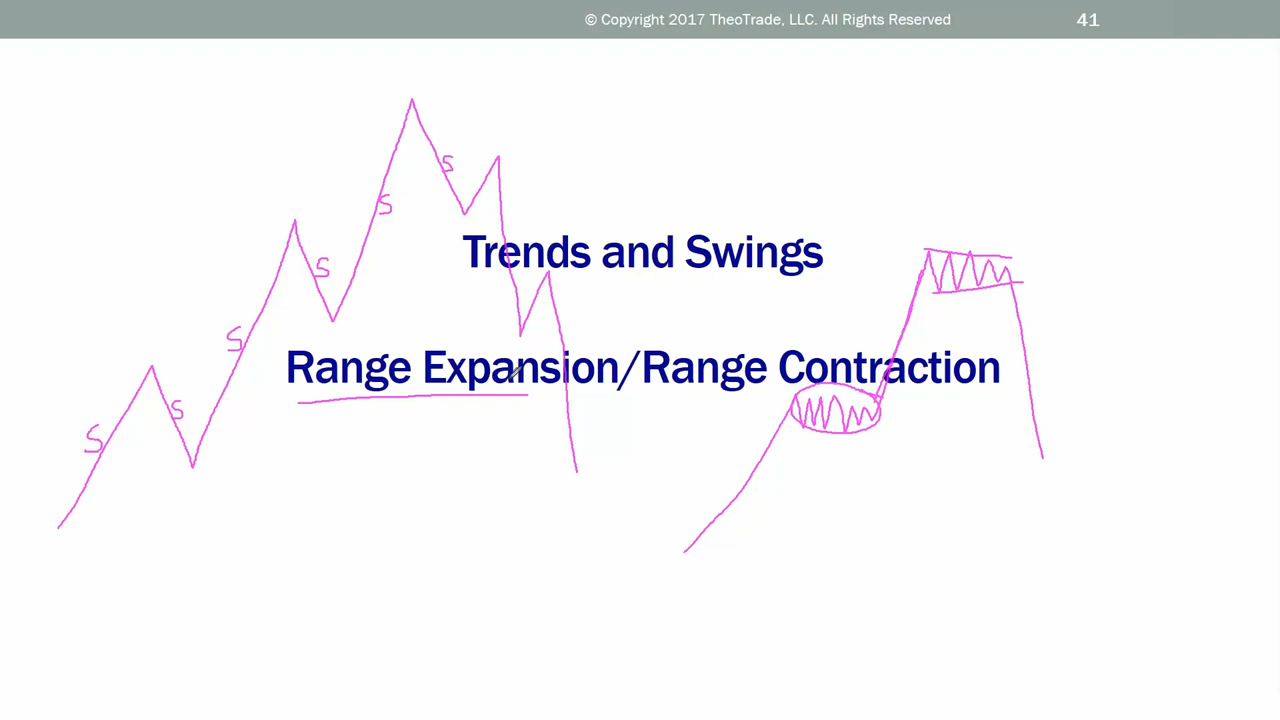 © Copyright 2017 TheoTrade, LLC. All Rights Reserved 41
S
S
S
S
S
S
Trends and Swings
Range Expansion/Range Contraction